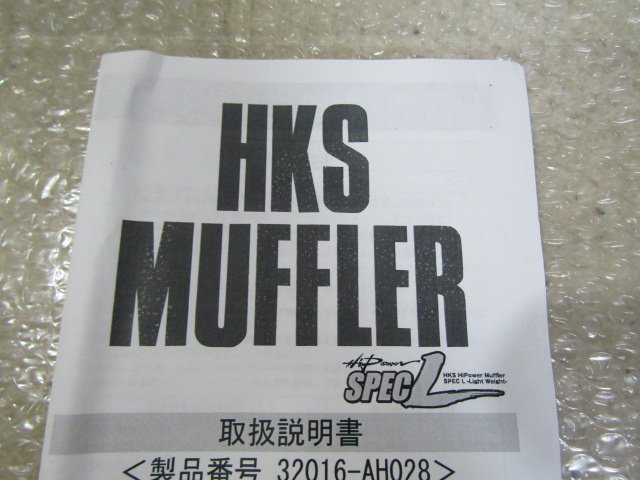 HKS
MUFFLER
HiPower
SPEC L
HKS HiPower Muffler
SPEC L -Light Weight-
取扱説明書
<製品番号 32016-AH028>